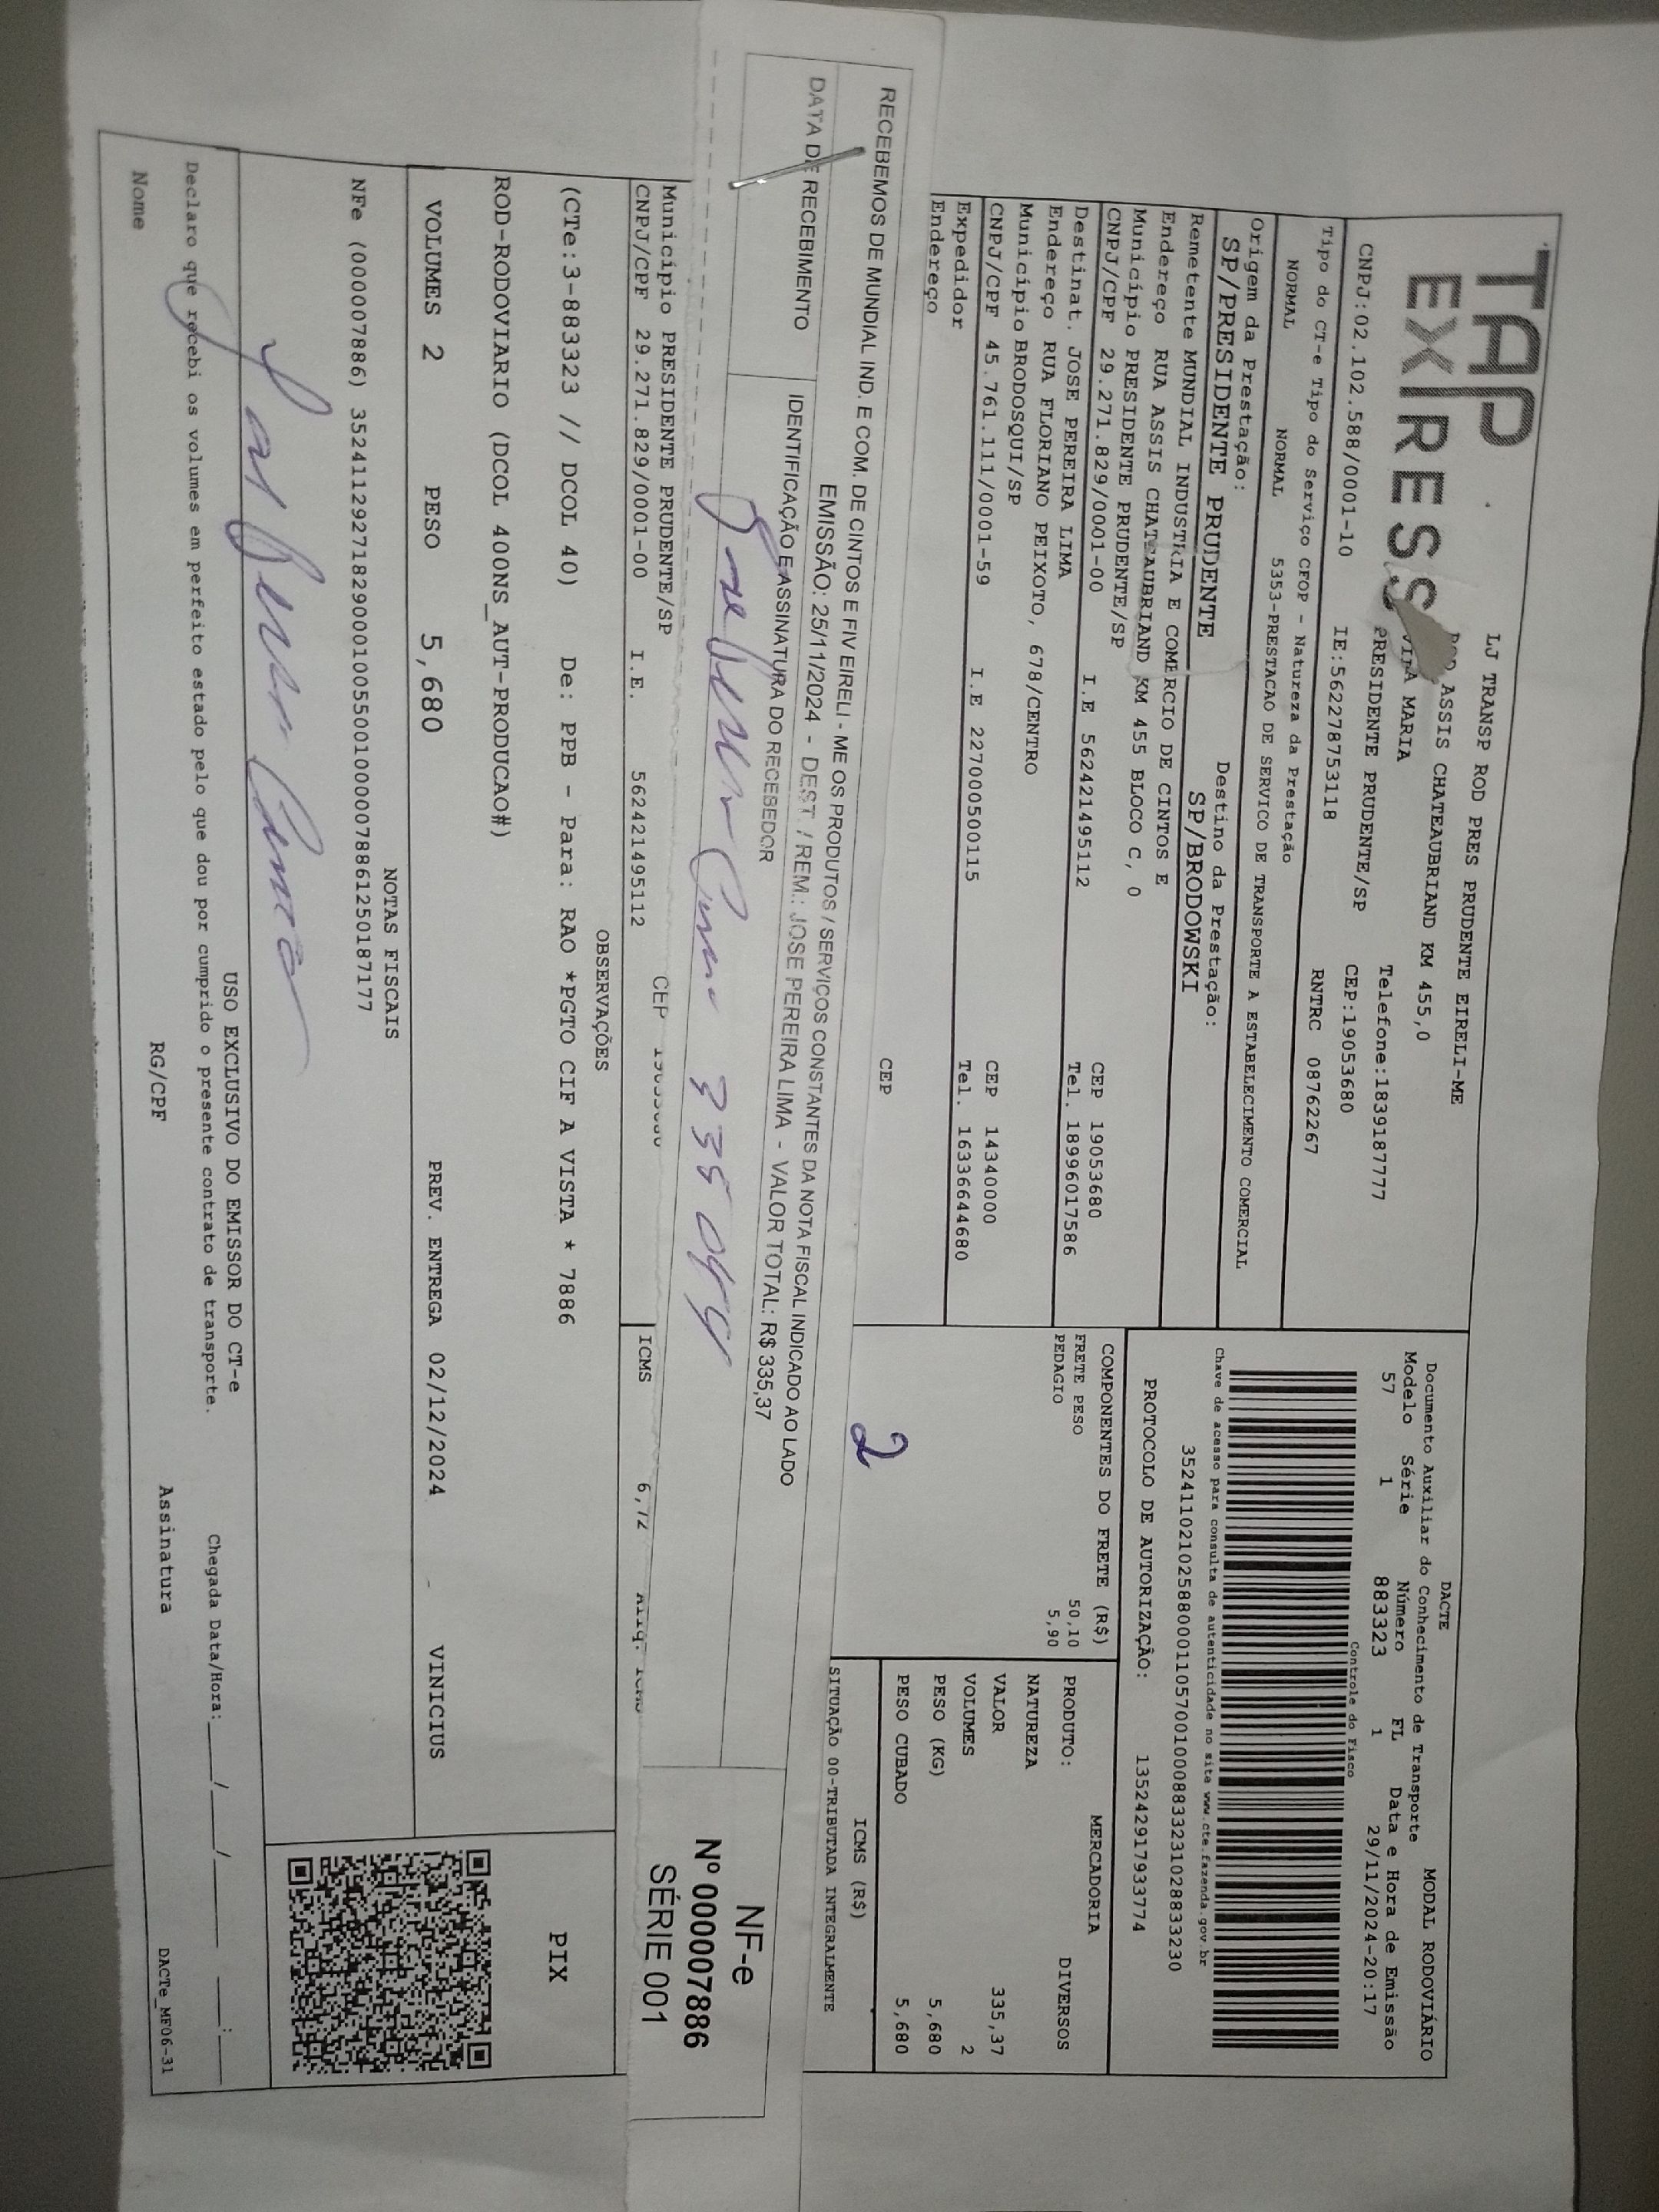 TAP
EXPRESS
LJ TRANSP ROD PRES PRUDENTE EIRELI-ME
ASSIS CHATEAUBRIAND KM 455,0
MARIA
PRESIDENTE PRUDENTE/SP
Telefone:1839187777
CEP:19053680
CNPJ:02.102.588/0001-10 IE:562278753118
RNTRC 08762267
Tipo do CT-e Tipo do Serviço CFOP - Natureza da Prestação
NORMAL NORMAL 5353-PRESTACAO DE SERVICO DE TRANSPORTE A ESTABELECIMENTO COMERCIAL
Origem da Prestação: Destino da Prestação:
SP/PRESIDENTE PRUDENTE SP/BRODOWSKI
Remetente MUNDIAL INDUSTRIA E COMERCIO DE CINTOS E
Endereço RUA ASSIS CHATEAUBRIAND KM 455 BLOCO C, 0
Município PRESIDENTE PRUDENTE/SP CEP 19053680
CNPJ/CPF 29.271.829/0001-00 I.E 562421495112 Tel. 18996017586
Destinat. JOSE PEREIRA LIMA
Endereço RUA FLORIANO PEIXOTO, 678/CENTRO
Município BRODOSQUI/SP CEP 14340000
CNPJ/CPF 45.761.111/0001-59 I.E 227000500115 Tel. 1633664680
Expedidor
Endereço
CEP
DACTE MODAL RODOVIÁRIO
Documento Auxiliar do Conhecimento de Transporte
Modelo Série Número FL Data e Hora de Emissão
57 1 883323 1 29/11/2024-20:17
Controle do Fisco
Chave de acesso para consulta de autenticidade no site www.cte.fazenda.gov.br
35241102102588000110570010008833231028833230
PROTOCOLO DE AUTORIZAÇÃO: 135242917933774
COMPONENTES DO FRETE (R$)
FRETE PESO 50,10
PEDAGIO 5,90
2
MERCADORIA
PRODUTO: DIVERSOS
NATUREZA
VALOR 335,37
VOLUMES 2
PESO (KG) 5,680
PESO CUBADO 5,680
ICMS (R$)
SITUAÇÃO 00-TRIBUTADA INTEGRALMENTE
RECEBEMOS DE MUNDIAL IND. E COM. DE CINTOS E FIV EIRELI - ME OS PRODUTOS / SERVIÇOS CONSTANTES DA NOTA FISCAL INDICADO AO LADO
EMISSÃO: 25/11/2024 - DEST. / REM.: JOSE PEREIRA LIMA - VALOR TOTAL: R$ 335,37
DATA DE RECEBIMENTO
IDENTIFICAÇÃO E ASSINATURA DO RECEBEDOR
NF-e
Nº 000007886
SÉRIE 001
Município PRESIDENTE PRUDENTE/SP CEP
CNPJ/CPF 29.271.829/0001-00 I.E. 562421495112
ICMS 6,72
OBSERVAÇÕES
(CTe:3-883323 // DCOL 40) De: PPB - Para: RAO *PGTO CIF A VISTA * 7886
ROD-RODOVIARIO (DCOL 400NS_AUT-PRODUCAO#)
PIX
VOLUMES 2 PESO 5,680 PREV. ENTREGA 02/12/2024 - VINICIUS
NOTAS FISCAIS
NFe (000007886) 35241129271829000100550010000078861250187177
USO EXCLUSIVO DO EMISSOR DO CT-e
Declaro que recebi os volumes em perfeito estado pelo que dou por cumprido o presente contrato de transporte. Chegada Data/Hora:____/____/______ ____:____
Nome RG/CPF Assinatura DACTe_MF06-31